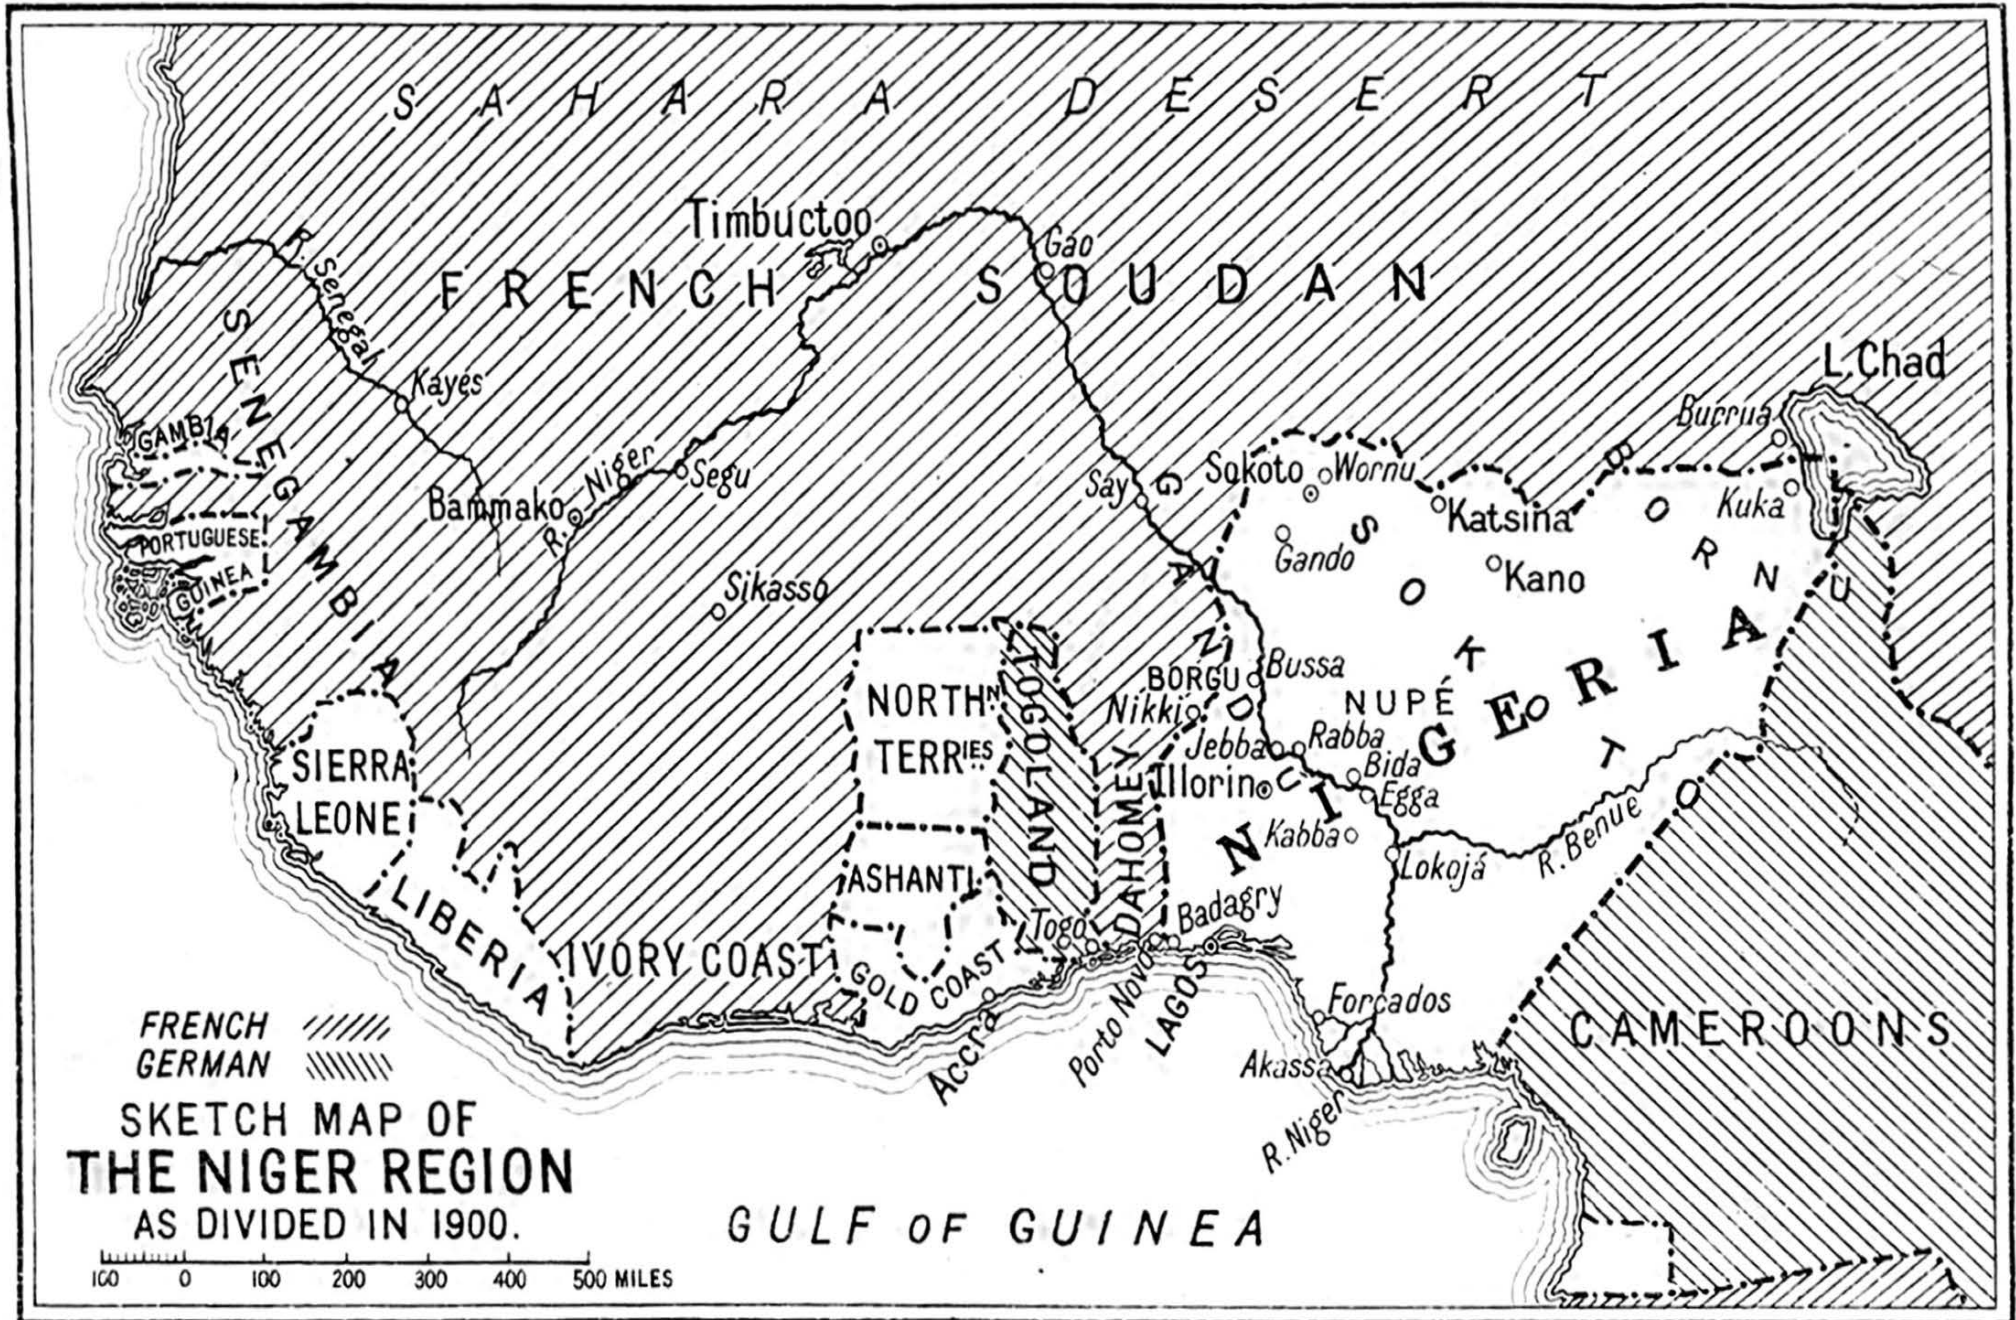 SAHARA DESERT
Timbuctoo
Gao
R. Senegal
FRENCH SOUDAN
SENEGAMBIA
Kayes
L. Chad
Burrua
GAMBIA
R. Niger
Segu
Bammako
Say
GANDU
Sokoto
Wornu
Katsina
Kuka
BORNU
PORTUGUESE
GUINEA
Gando
Kano
SOKOTO
Sikasso
NIGERIA
BORGU
Bussa
Nikki
NUPÉ
NORTHN
TERRIES
TOGOLAND
Jebba
Rabba
SIERRA
LEONE
DAHOMEY
Illorin
Bida
Egga
Kabba
ASHANTI
Lokojá
R. Benue
LIBERIA
IVORY COAST
GOLD COAST
Togo
Badagry
Accra
Porto Novo
LAGOS
Forcados
CAMEROONS
Akassa
R. Niger
FRENCH
GERMAN
SKETCH MAP OF
THE NIGER REGION
AS DIVIDED IN 1900.
100 0 100 200 300 400 500 MILES
GULF OF GUINEA